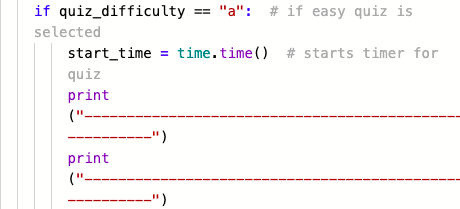 if quiz_difficulty == "a":  # if easy quiz is
selected
start_time = time.time()  # starts timer for
quiz
print
("---------------------------------------------
----------")
print
("---------------------------------------------
----------")